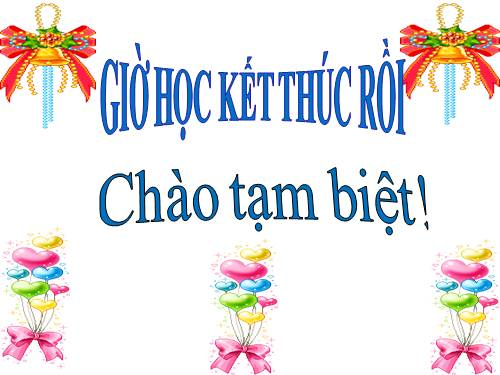 GIỜ HỌC KẾT THÚC RỒI
Chào tạm biệt!